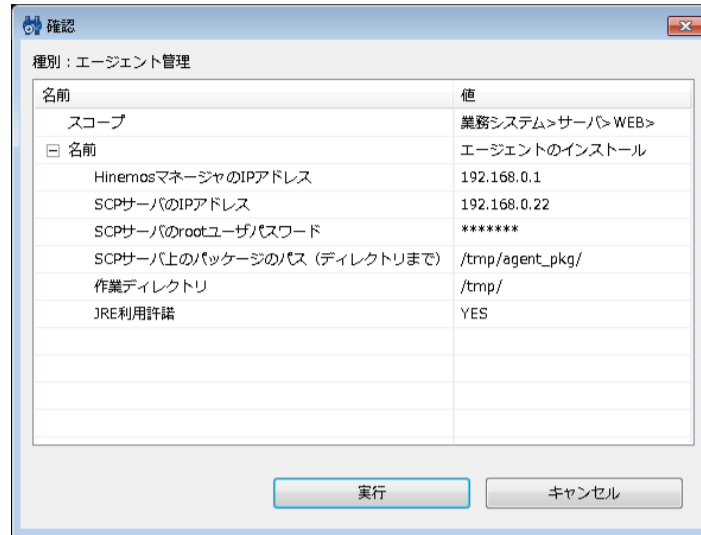 確認
種別：エージェント管理
名前 値
スコープ 業務システム>サーバ>WEB>
名前 エージェントのインストール
HinemosマネージャのIPアドレス 192.168.0.1
SCPサーバのIPアドレス 192.168.0.22
SCPサーバのrootユーザパスワード *******
SCPサーバ上のパッケージのパス（ディレクトリまで） /tmp/agent_pkg/
作業ディレクトリ /tmp/
JRE利用許諾 YES
実行 キャンセル